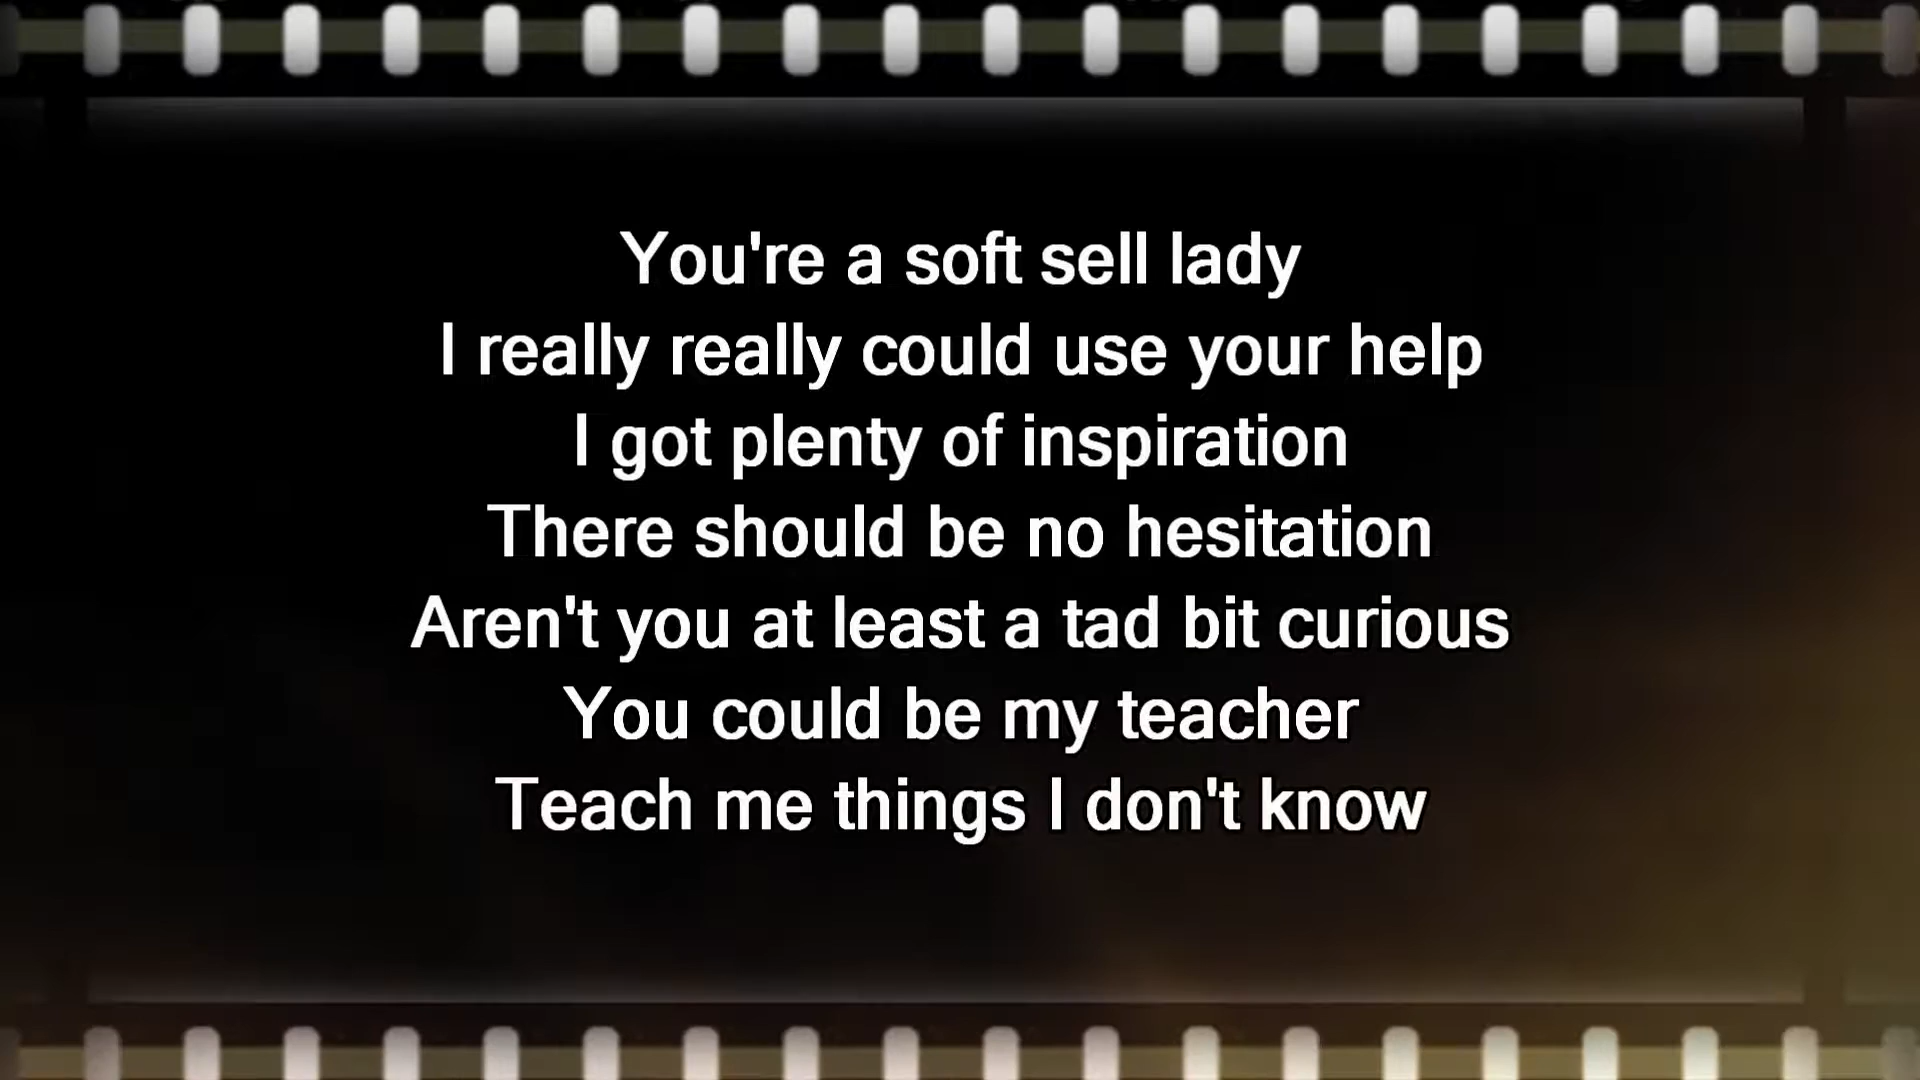 You're a soft sell lady
I really really could use your help
I got plenty of inspiration
There should be no hesitation
Aren't you at least a tad bit curious
You could be my teacher
Teach me things I don't know